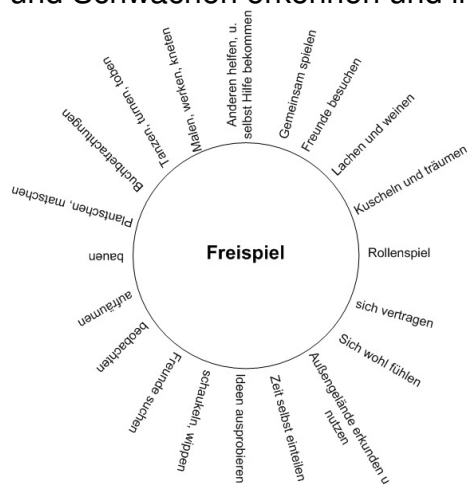 und Schwächen erkennen und
Anderen helfen, u.
selbst Hilfe bekommen
Gemeinsam spielen
Freunde besuchen
Lachen und weinen
Kuscheln und träumen
Rollenspiel
sich vertragen
Sich wohl fühlen
Außengelände erkunden u
nutzen
Zeit selbst einteilen
Ideen ausprobieren
schaukeln, wippen
Freunde suchen
beobachten
aufräumen
bauen
Plantschen, matschen
Buchbetrachtungen
Tanzen, turnen, toben
Malen, werken, kneten
Freispiel